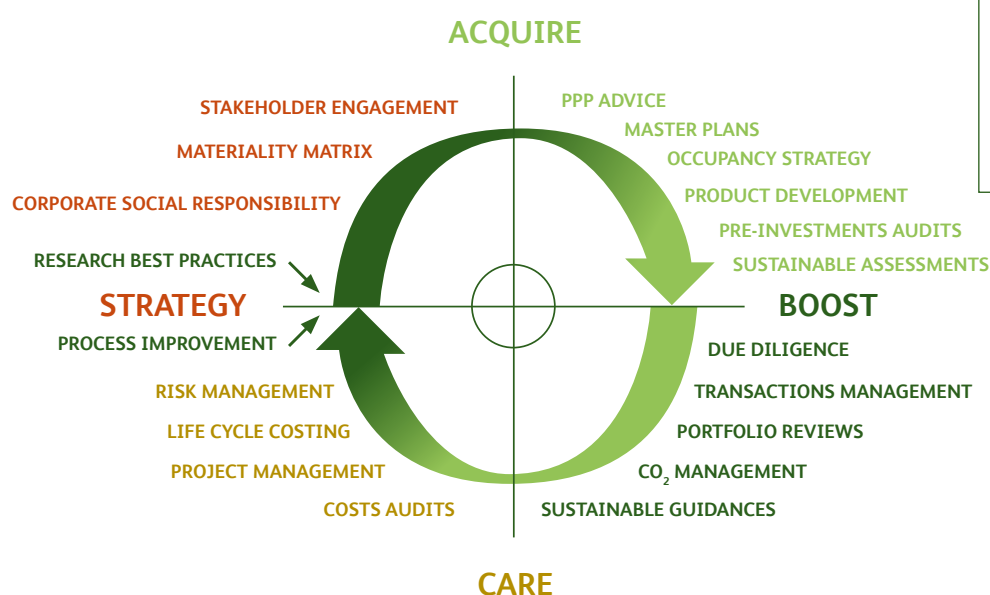 ACQUIRE
STAKEHOLDER ENGAGEMENT
MATERIALITY MATRIX
CORPORATE SOCIAL RESPONSIBILITY
RESEARCH BEST PRACTICES
STRATEGY
PROCESS IMPROVEMENT
RISK MANAGEMENT
LIFE CYCLE COSTING
PROJECT MANAGEMENT
COSTS AUDITS
PPP ADVICE
MASTER PLANS
OCCUPANCY STRATEGY
PRODUCT DEVELOPMENT
PRE-INVESTMENTS AUDITS
SUSTAINABLE ASSESSMENTS
BOOST
DUE DILIGENCE
TRANSACTIONS MANAGEMENT
PORTFOLIO REVIEWS
CO₂ MANAGEMENT
SUSTAINABLE GUIDANCES
CARE